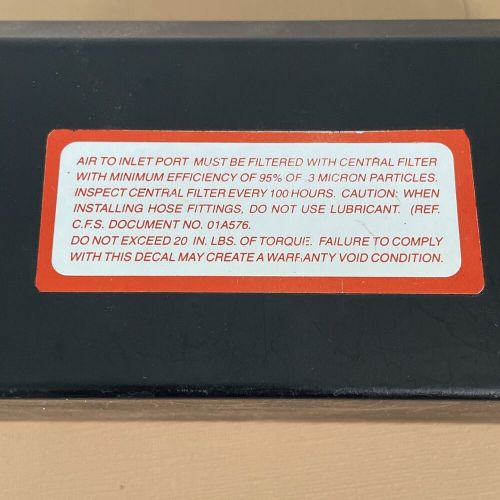 AIR TO INLET PORT MUST BE FILTERED WITH CENTRAL FILTER
WITH MINIMUM EFFICIENCY OF 95% OF .3 MICRON PARTICLES.
INSPECT CENTRAL FILTER EVERY 100 HOURS. CAUTION: WHEN
INSTALLING HOSE FITTINGS, DO NOT USE LUBRICANT. (REF.
C.F.S. DOCUMENT NO. 01A576.
DO NOT EXCEED 20 IN. LBS. OF TORQUE. FAILURE TO COMPLY
WITH THIS DECAL MAY CREATE A WARRANTY VOID CONDITION.